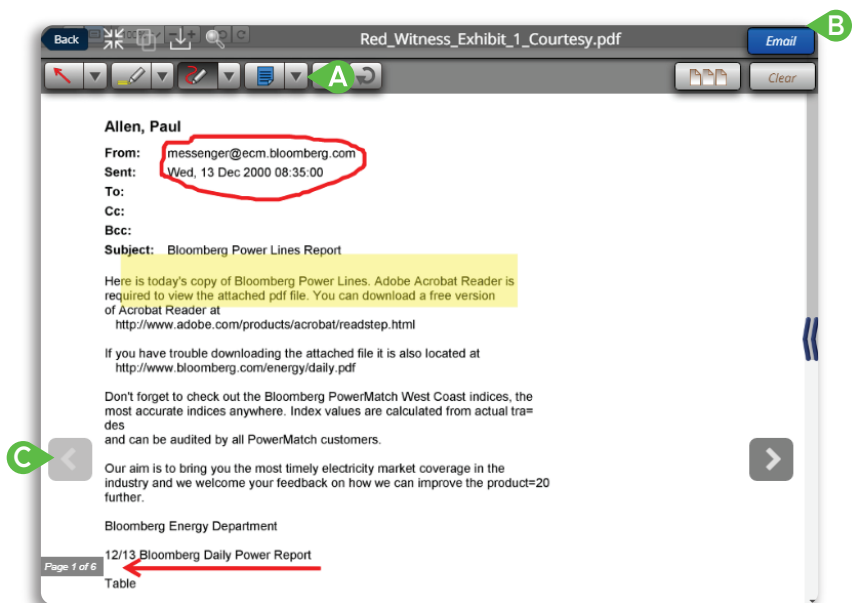 B
Back
Red_Witness_Exhibit_1_Courtesy.pdf
Email
A
Clear
Allen, Paul
From: messenger@ecm.bloomberg.com
Sent: Wed, 13 Dec 2000 08:35:00
To:
Cc:
Bcc:
Subject: Bloomberg Power Lines Report
Here is today's copy of Bloomberg Power Lines. Adobe Acrobat Reader is
required to view the attached pdf file. You can download a free version
of Acrobat Reader at
http://www.adobe.com/products/acrobat/readstep.html
If you have trouble downloading the attached file it is also located at
http://www.bloomberg.com/energy/daily.pdf
Don't forget to check out the Bloomberg PowerMatch West Coast indices, the
most accurate indices anywhere. Index values are calculated from actual tra=
des
and can be audited by all PowerMatch customers.
C
Our aim is to bring you the most timely electricity market coverage in the
industry and we welcome your feedback on how we can improve the product=20
further.
Bloomberg Energy Department
12/13 Bloomberg Daily Power Report
Page 1 of 6
Table